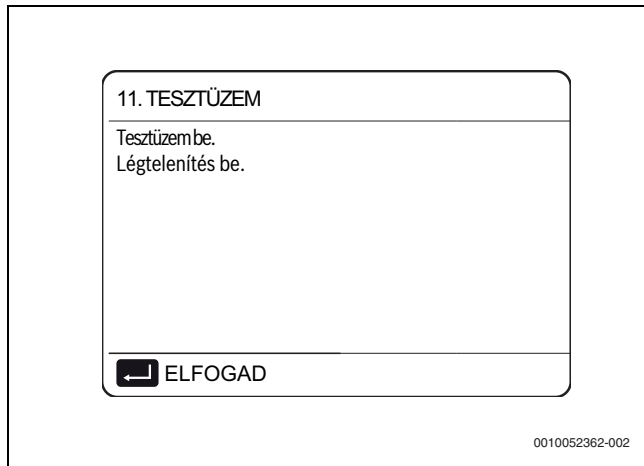 11. TESZTÜZEM
Tesztüzem be.
Légtelenítés be.
ELFOGAD
0010052362-002